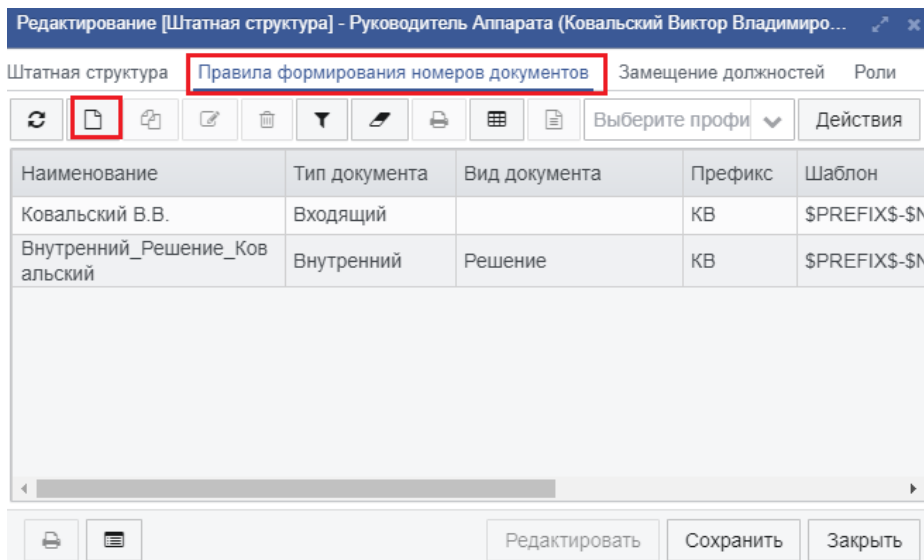 Редактирование [Штатная структура] - Руководитель Аппарата (Ковальский Виктор Владимиро...
Штатная структура Правила формирования номеров документов Замещение должностей Роли
Выберите профи Действия
Наименование Тип документа Вид документа Префикс Шаблон
Ковальский В.В. Входящий КВ $PREFIX$-$N
Внутренний_Решение_Ков
альский Внутренний Решение КВ $PREFIX$-$N
Редактировать Сохранить Закрыть